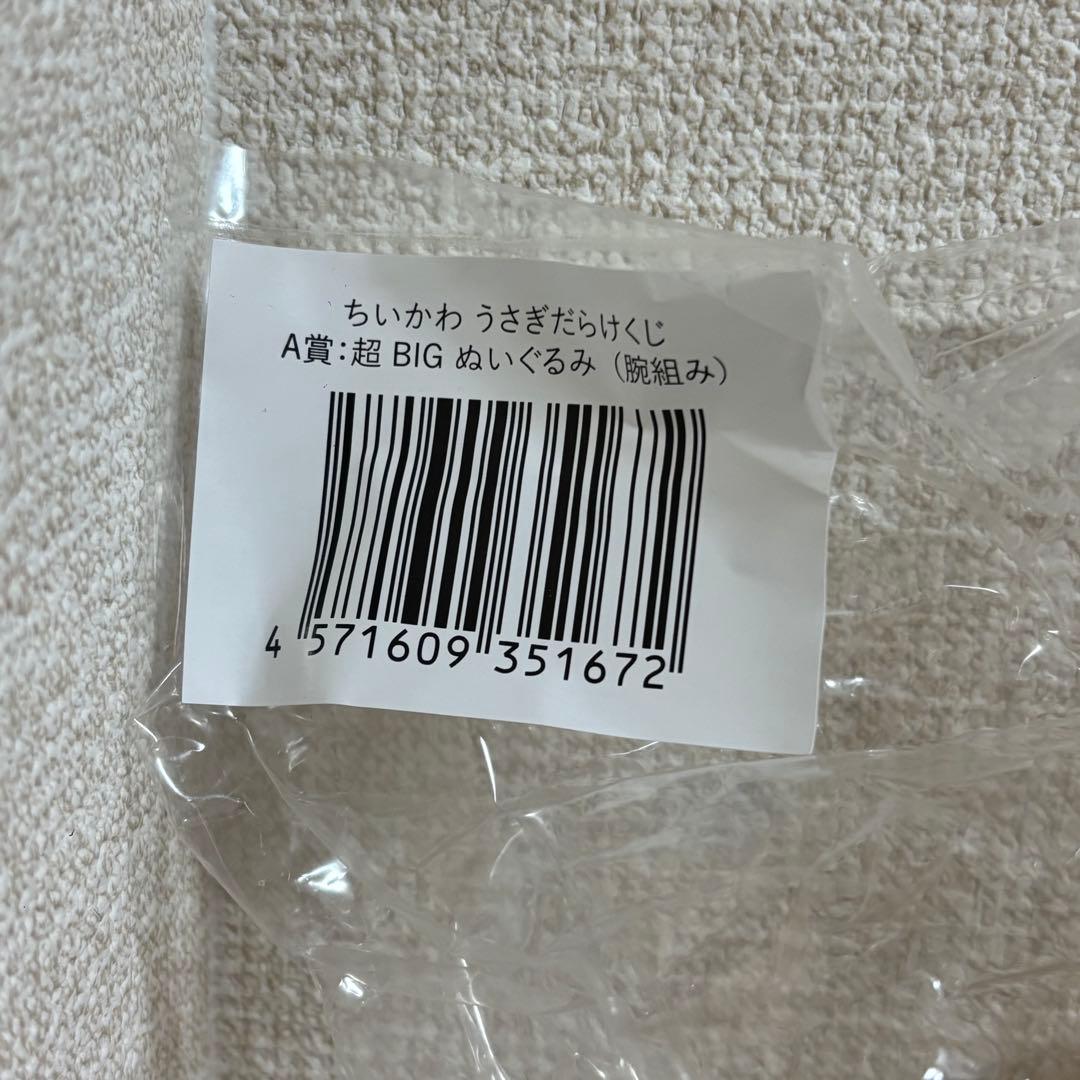 ちいかわ うさぎだらけくじ
A賞：超 BIG ぬいぐるみ（腕組み）
4 571609 351672